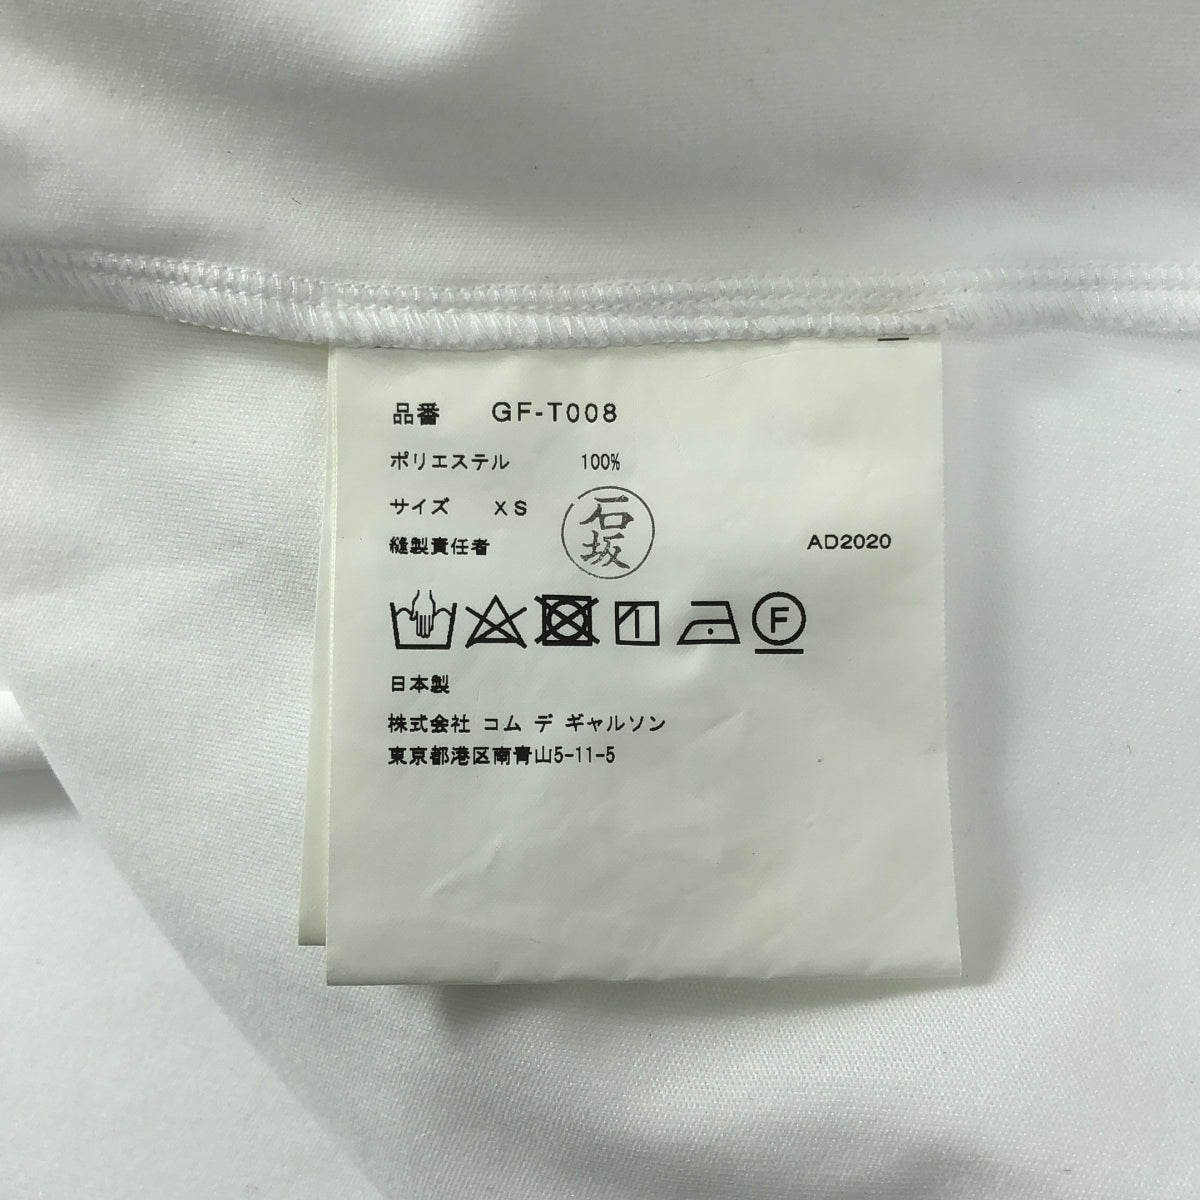 品番 GF-T008
ポリエステル 100%
サイズ XS
石坂
縫製責任者
AD2020
F
日本製
株式会社 コム デ ギャルソン
東京都港区南青山5-11-5